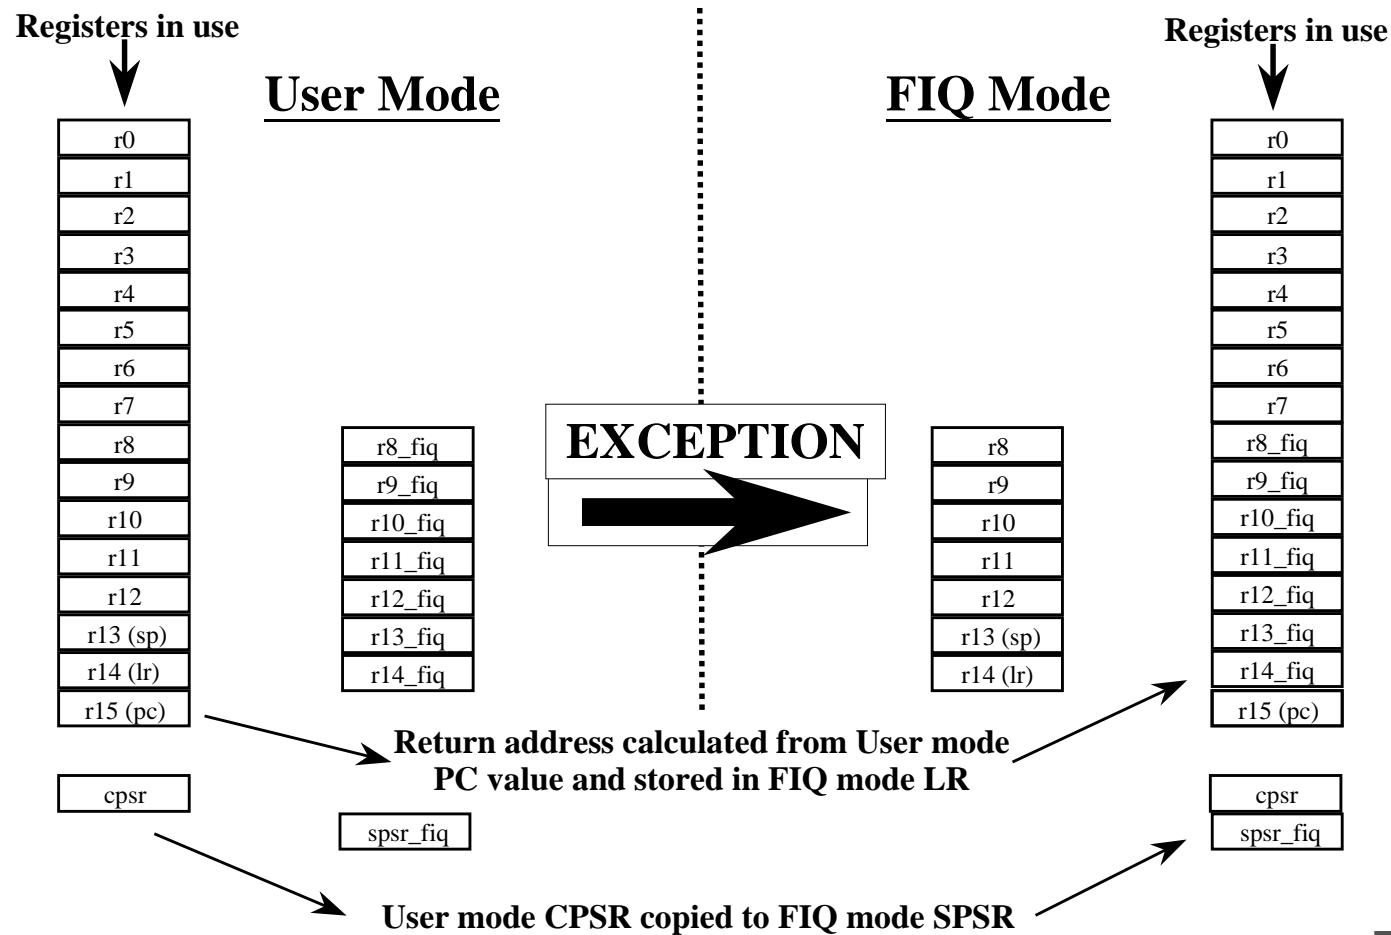 Registers in use
User Mode
r0
r1
r2
r3
r4
r5
r6
r7
r8
r9
r10
r11
r12
r13 (sp)
r14 (lr)
r15 (pc)
cpsr
r8_fiq
r9_fiq
r10_fiq
r11_fiq
r12_fiq
r13_fiq
r14_fiq
spsr_fiq
EXCEPTION
Return address calculated from User mode
PC value and stored in FIQ mode LR
User mode CPSR copied to FIQ mode SPSR
Registers in use
FIQ Mode
r8
r9
r10
r11
r12
r13 (sp)
r14 (lr)
r0
r1
r2
r3
r4
r5
r6
r7
r8_fiq
r9_fiq
r10_fiq
r11_fiq
r12_fiq
r13_fiq
r14_fiq
r15 (pc)
cpsr
spsr_fiq